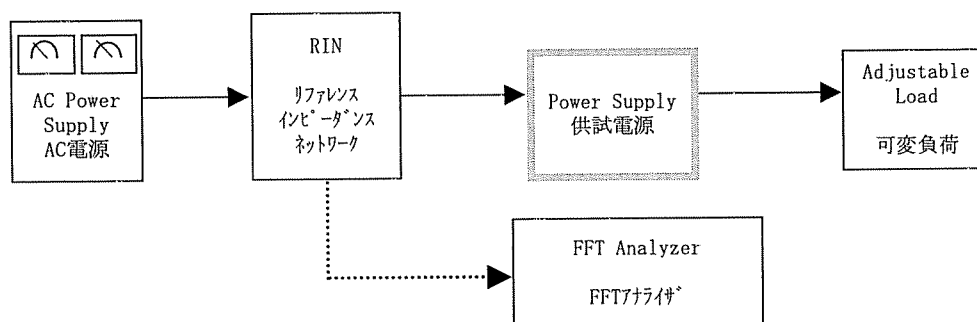 AC Power
Supply
AC電源
RIN
ﾘﾌｧﾚﾝｽ
ｲﾝﾋﾟｰﾀﾞﾝｽ
ﾈｯﾄﾜｰｸ
Power Supply
供試電源
Adjustable
Load
可変負荷
FFT Analyzer
FFTｱﾅﾗｲｻﾞ